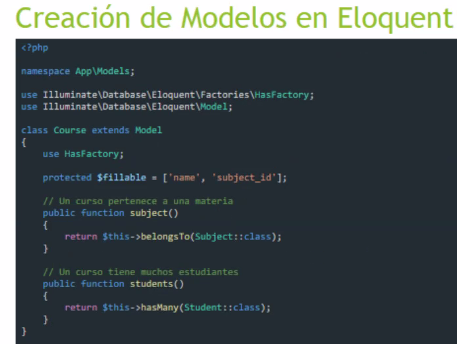 Creación de Modelos en Eloquent
<?php
namespace App\Models;
use Illuminate\Database\Eloquent\Factories\HasFactory;
use Illuminate\Database\Eloquent\Model;
class Course extends Model
{
use HasFactory;
protected $fillable = ['name', 'subject_id'];
// Un curso pertenece a una materia
public function subject()
{
return $this->belongsTo(Subject::class);
}
// Un curso tiene muchos estudiantes
public function students()
{
return $this->hasMany(Student::class);
}
}